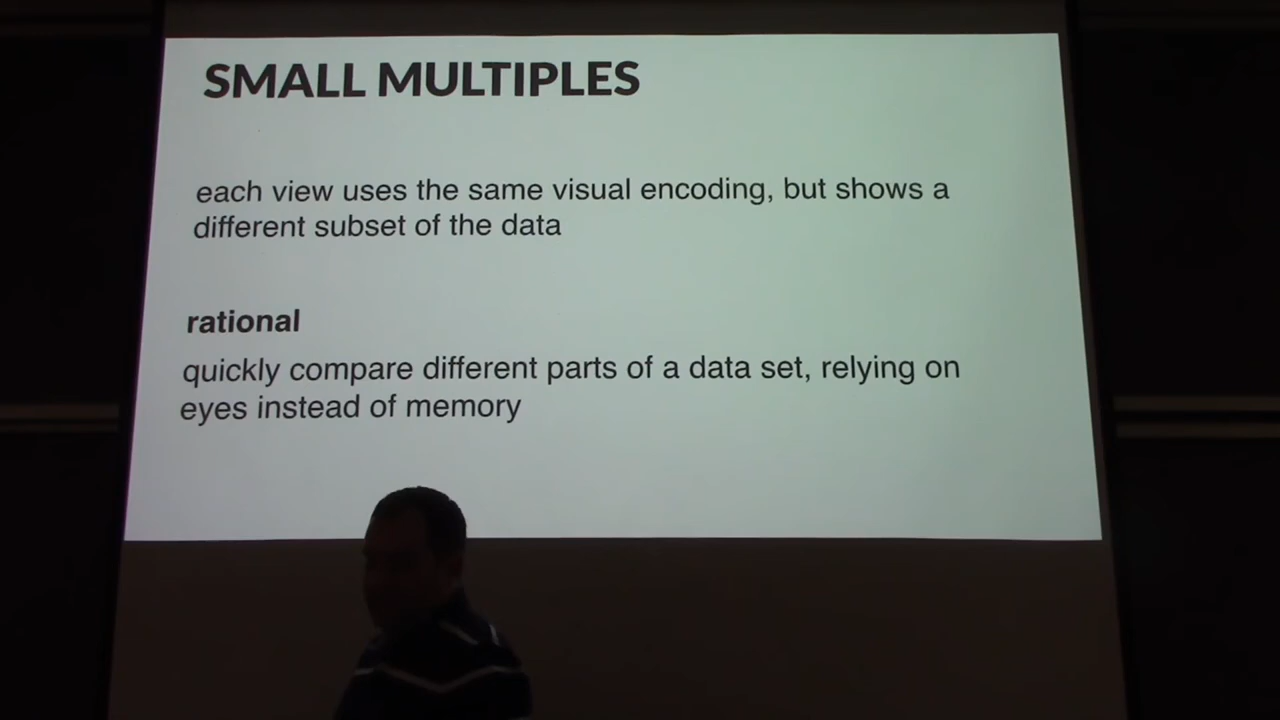 SMALL MULTIPLES
each view uses the same visual encoding, but shows a
different subset of the data
rational
quickly compare different parts of a data set, relying on
eyes instead of memory